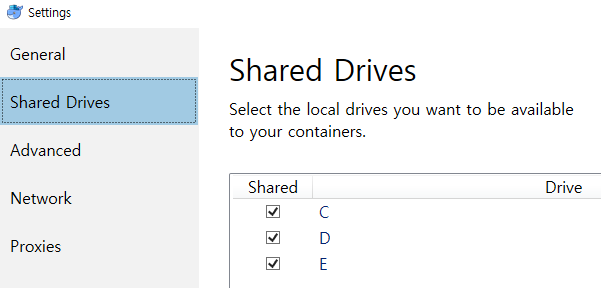 Settings
General
Shared Drives
Advanced
Network
Proxies
Shared Drives
Select the local drives you want to be available
to your containers.
Shared Drive
C
D
E